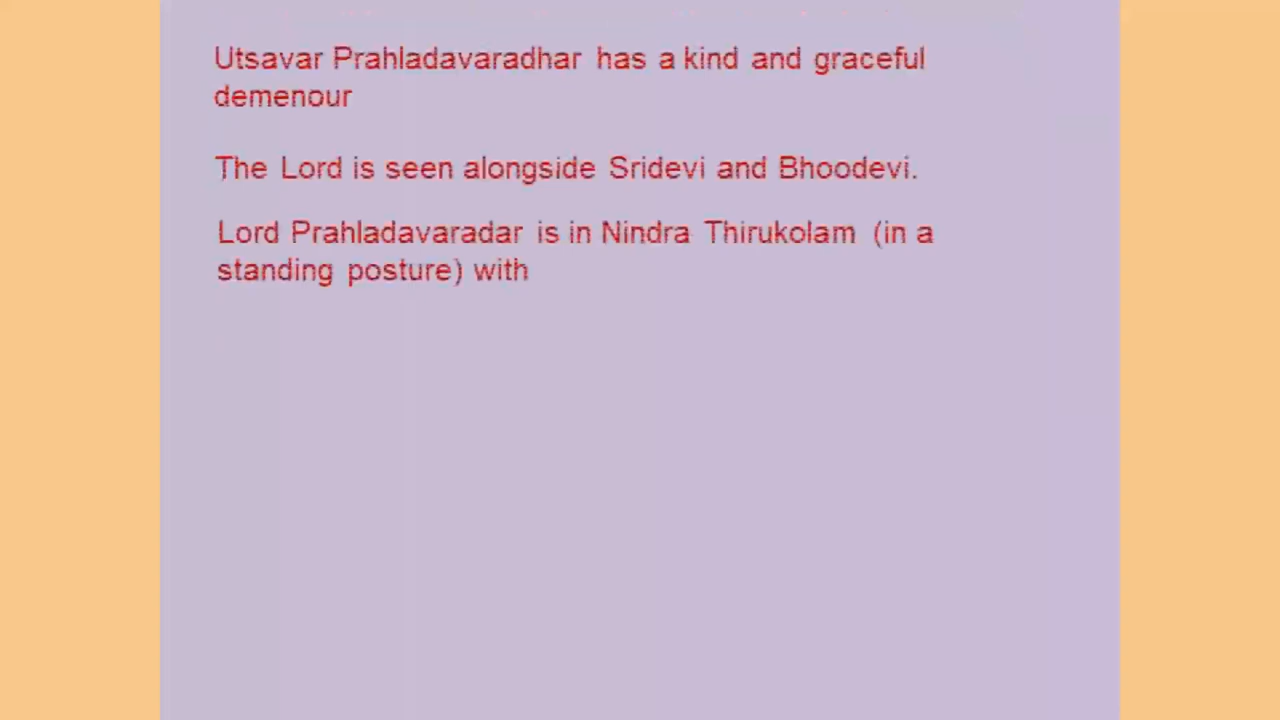 Utsavar Prahladavaradhar has a kind and graceful
demenour
The Lord is seen alongside Sridevi and Bhoodevi.
Lord Prahladavaradar is in Nindra Thirukolam (in a
standing posture) with